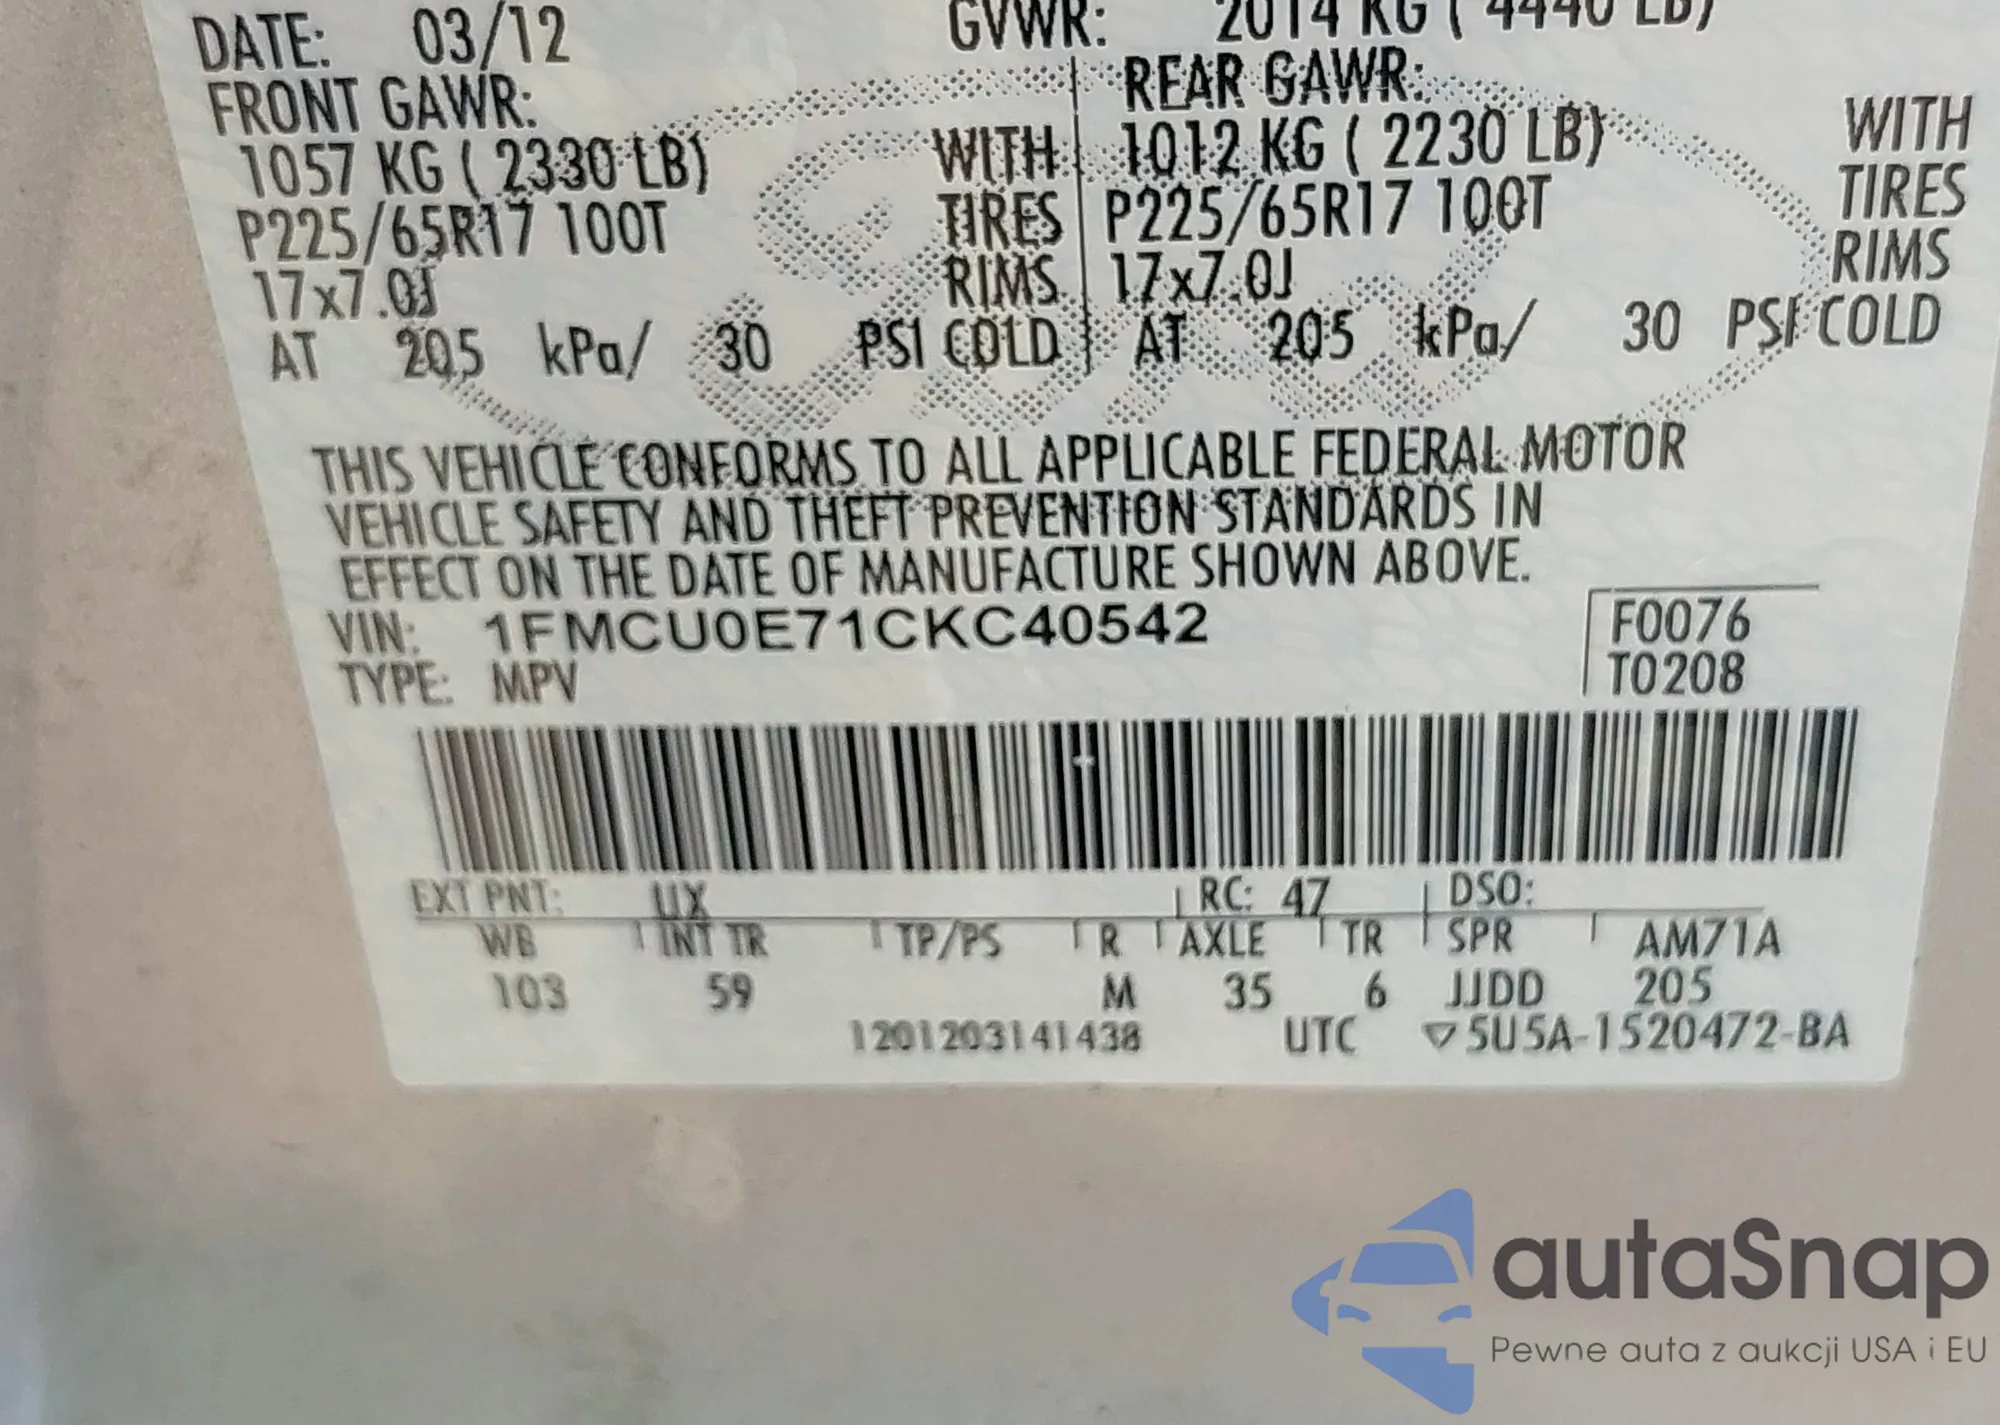 DATE: 03/12 GVWR: 2014 KG ( 4440 LB)
FRONT GAWR: REAR GAWR:
1057 KG ( 2330 LB) WITH 1012 KG ( 2230 LB) WITH
P225/65R17 100T TIRES P225/65R17 100T TIRES
17x7.0J RIMS 17x7.0J RIMS
AT 205 kPa/ 30 PSI COLD AT 205 kPa/ 30 PSI COLD
THIS VEHICLE CONFORMS TO ALL APPLICABLE FEDERAL MOTOR
VEHICLE SAFETY AND THEFT PREVENTION STANDARDS IN
EFFECT ON THE DATE OF MANUFACTURE SHOWN ABOVE.
VIN: 1FMCU0E71CKC40542 F0076
TYPE: MPV T0208
EXT PNT: UX RC: 47 DSO:
WB INT TR TP/PS R AXLE TR SPR AM71A
103 59 M 35 6 JJDD 205
1201203141438 UTC ▽5U5A-1520472-BA
autaSnap
Pewne auta z aukcji USA i EU